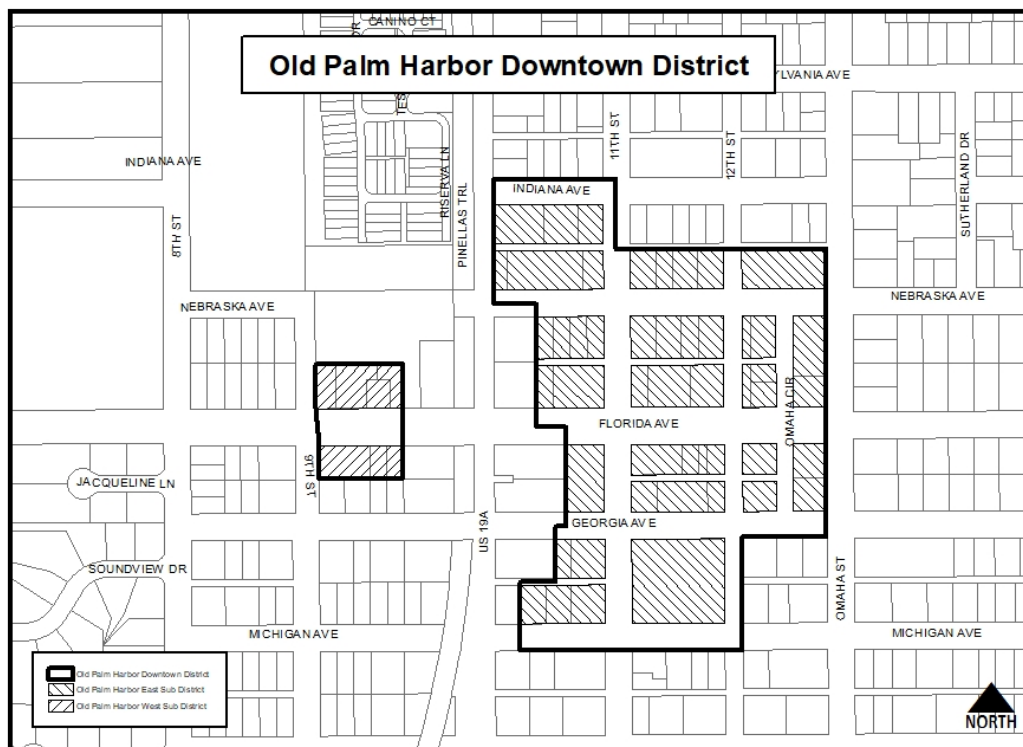 CANINO CT
Old Palm Harbor Downtown District
YLVANIA AVE
DR
TES
11TH ST.
12TH ST
SUTHERLAND DR
INDIANA AVE
INDIANA AVE
RISERVA LN
PINELLAS TRL
8TH ST
NEBRASKA AVE
NEBRASKA AVE
OMAHA CIR
FLORIDA AVE
9TH ST
JACQUELINE LN
US 19A
GEORGIA AVE
SOUNDVIEW DR
OMAHA ST
MICHIGAN AVE
MICHIGAN AVE
Old Palm Harbor Downtown District
Old Palm Harbor East Sub District
Old Palm Harbor West Sub District
NORTH